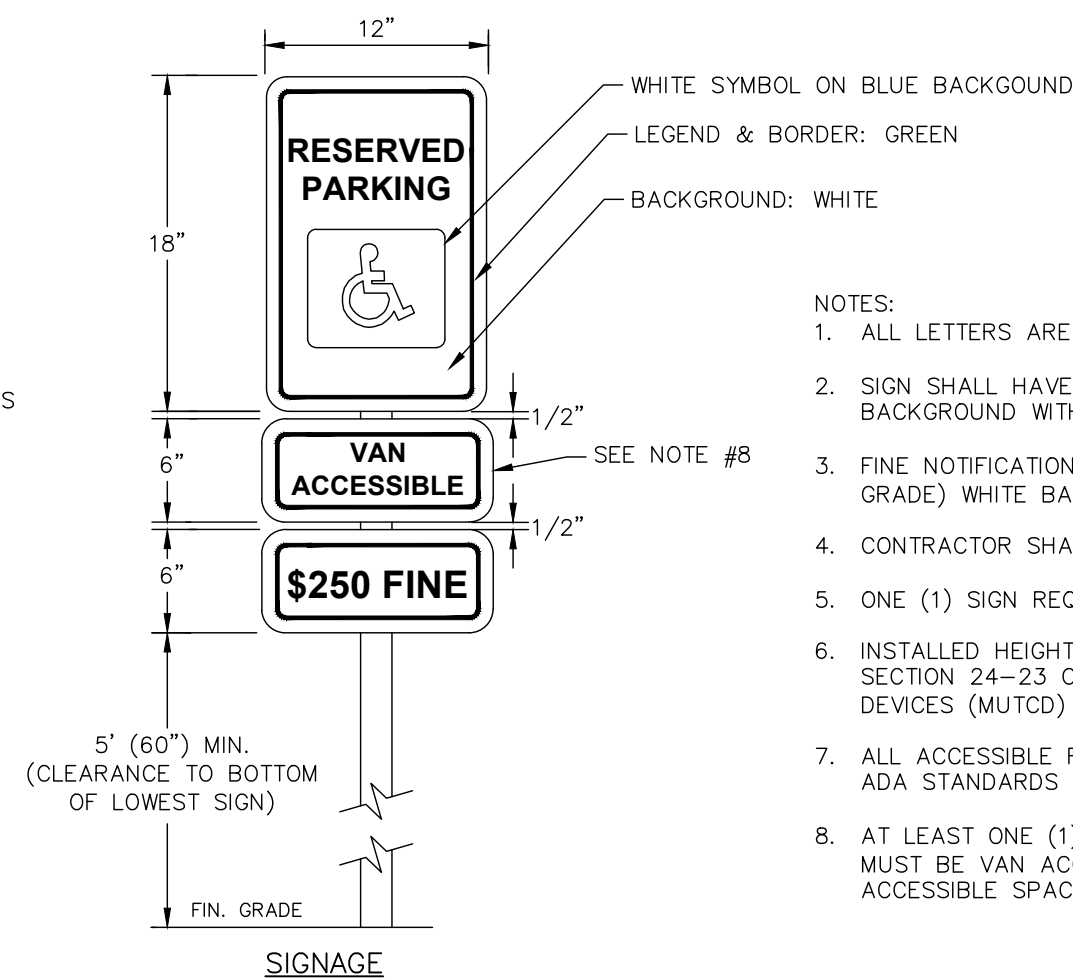 12"
WHITE SYMBOL ON BLUE BACKGOUND
LEGEND & BORDER: GREEN
BACKGROUND: WHITE
RESERVED
PARKING
18"
1/2"
6"
VAN
ACCESSIBLE
SEE NOTE #8
1/2"
6"
$250 FINE
5' (60") MIN.
(CLEARANCE TO BOTTOM
OF LOWEST SIGN)
FIN. GRADE
SIGNAGE
S
NOTES:
1. ALL LETTERS ARE
2. SIGN SHALL HAVE
BACKGROUND WITH
3. FINE NOTIFICATION
GRADE) WHITE BA
4. CONTRACTOR SHA
5. ONE (1) SIGN REQ
6. INSTALLED HEIGHT
SECTION 24-23 O
DEVICES (MUTCD)
7. ALL ACCESSIBLE
ADA STANDARDS
8. AT LEAST ONE (1)
MUST BE VAN ACC
ACCESSIBLE SPAC